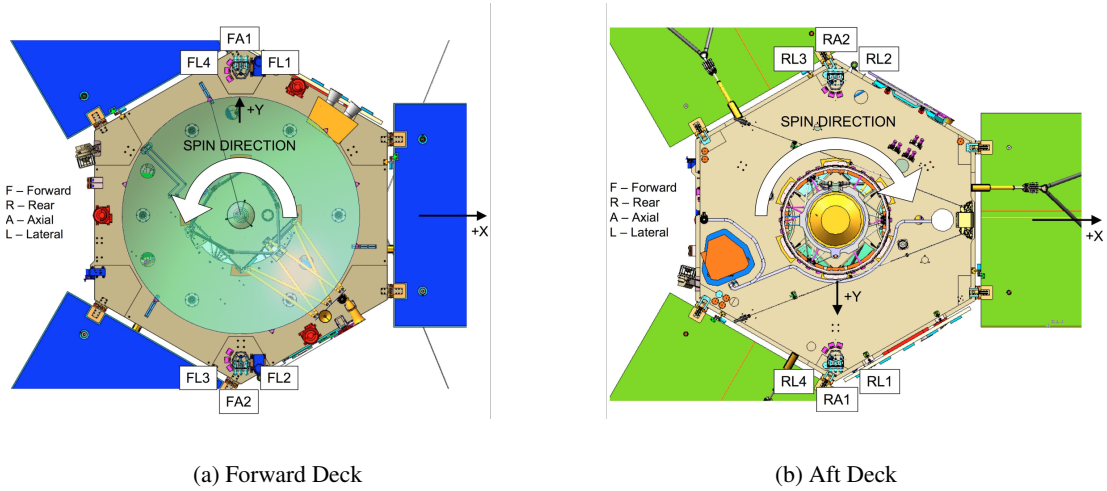 FA1
FL4
FL1
+Y
SPIN DIRECTION
F – Forward
R – Rear
A – Axial
L – Lateral
+X
FL3
FL2
FA2
(a) Forward Deck
RA2
RL3
RL2
SPIN DIRECTION
F – Forward
R – Rear
A – Axial
L – Lateral
+X
+Y
RL4
RL1
RA1
(b) Aft Deck